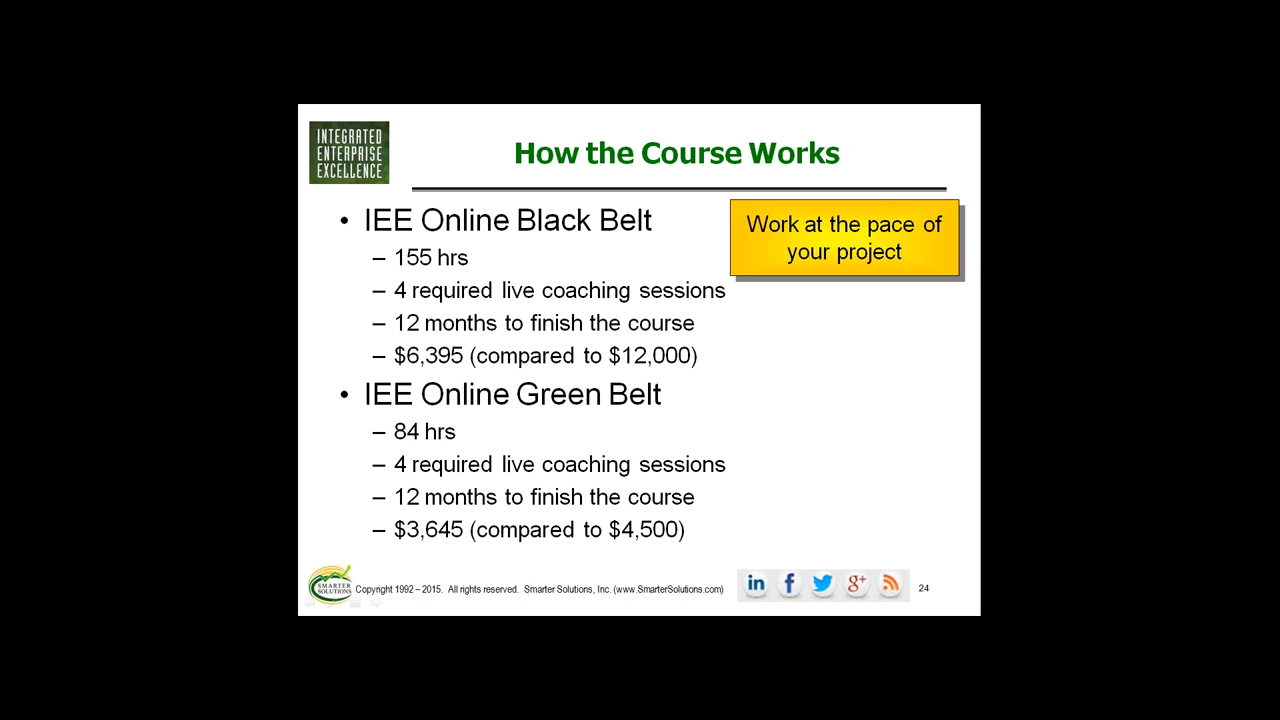 INTEGRATED
ENTERPRISE
EXCELLENCE
How the Course Works
• IEE Online Black Belt
– 155 hrs
– 4 required live coaching sessions
– 12 months to finish the course
– $6,395 (compared to $12,000)
Work at the pace of
your project
• IEE Online Green Belt
– 84 hrs
– 4 required live coaching sessions
– 12 months to finish the course
– $3,645 (compared to $4,500)
SMARTER
SOLUTIONS
Copyright 1992 – 2015. All rights reserved. Smarter Solutions, Inc. (www.SmarterSolutions.com)
in f g+
24